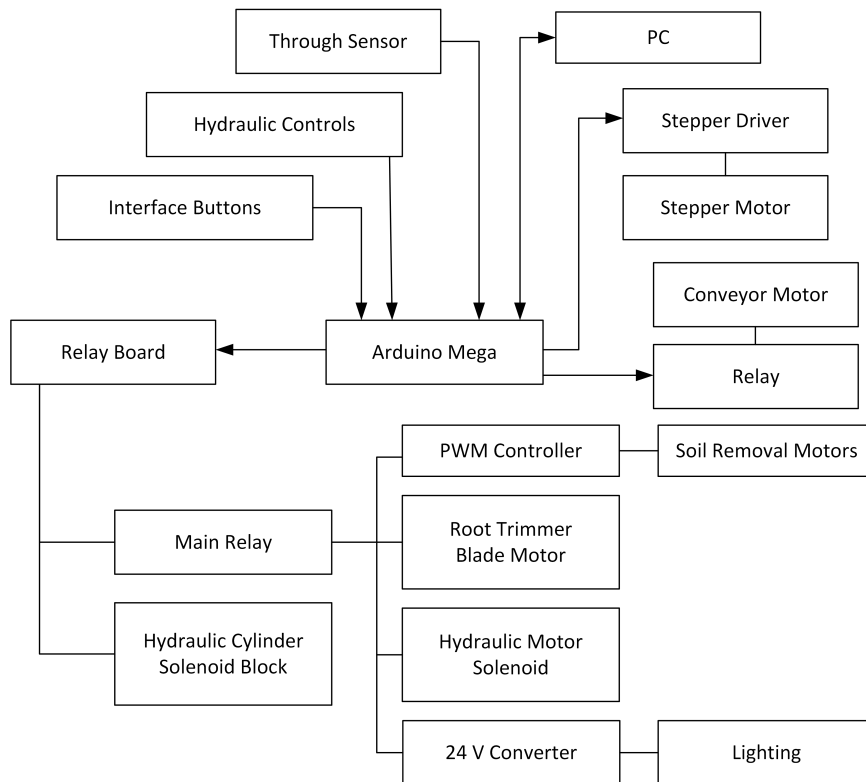 Through Sensor
PC
Hydraulic Controls
Stepper Driver
Interface Buttons
Stepper Motor
Conveyor Motor
Relay Board
Arduino Mega
Relay
PWM Controller
Soil Removal Motors
Main Relay
Root Trimmer
Blade Motor
Hydraulic Cylinder
Solenoid Block
Hydraulic Motor
Solenoid
24 V Converter
Lighting